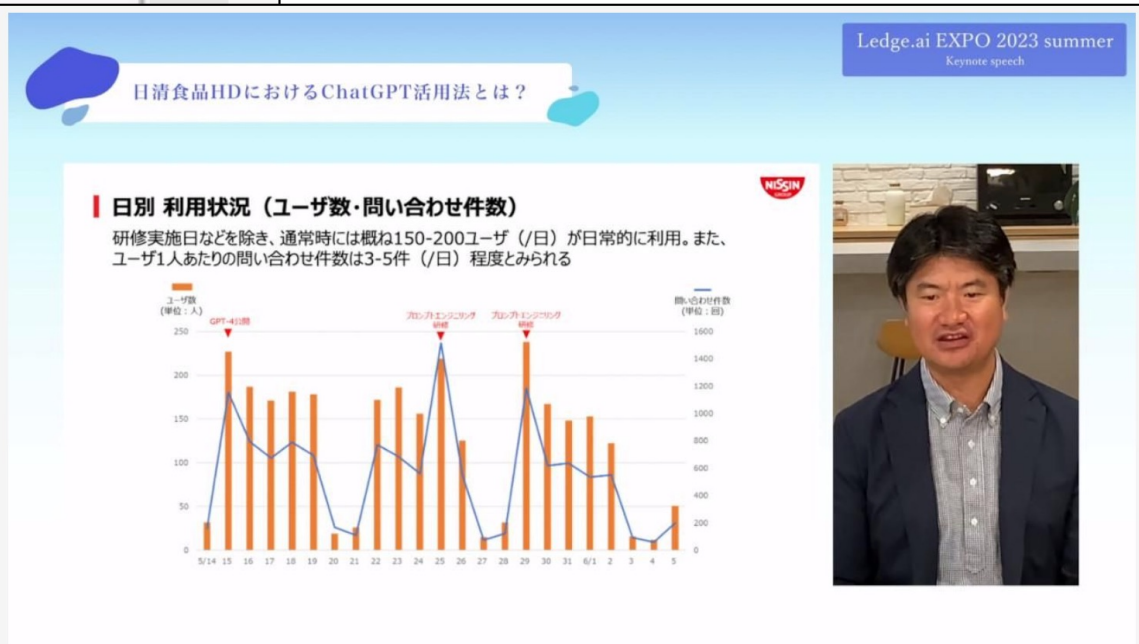 Ledge.ai EXPO 2023 summer
Keynote speech
日清食品HDにおけるChatGPT活用法とは？
NISSIN
GROUP
日別 利用状況（ユーザ数・問い合わせ件数）
研修実施日などを除き、通常時には概ね150-200ユーザ（/日）が日常的に利用。また、
ユーザ1人あたりの問い合わせ件数は3-5件（/日）程度とみられる
ユーザ数
(単位：人)
問い合わせ件数
(単位：回)
GPT-4公開
プロンプトエンジニアリング
研修
プロンプトエンジニアリング
研修
250 1600
1400
200 1200
150 1000
800
100 600
400
50 200
0 0
5/14 15 16 17 18 19 20 21 22 23 24 25 26 27 28 29 30 31 6/1 2 3 4 5